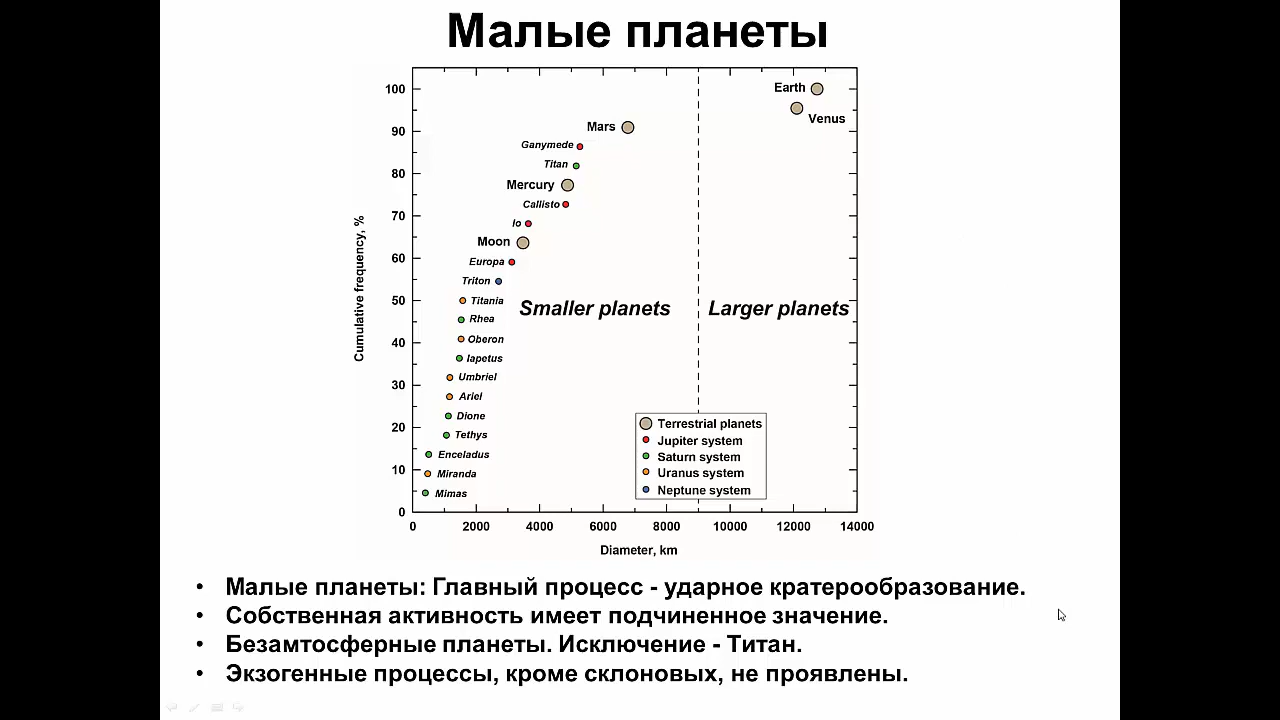 Малые планеты
Earth
100
Venus
Mars
90
Ganymede
Titan
80
Mercury
Callisto
70
Io
Moon
60
Europa
Triton
50
Titania
Smaller planets
Larger planets
Rhea
40
Oberon
Iapetus
30
Umbriel
Ariel
20
Dione
Tethys
10
Enceladus
Miranda
Mimas
0
Cumulative frequency, %
Terrestrial planets
Jupiter system
Saturn system
Uranus system
Neptune system
0 2000 4000 6000 8000 10000 12000 14000
Diameter, km
• Малые планеты: Главный процесс - ударное кратерообразование.
• Собственная активность имеет подчиненное значение.
• Безамтосферные планеты. Исключение - Титан.
• Экзогенные процессы, кроме склоновых, не проявлены.